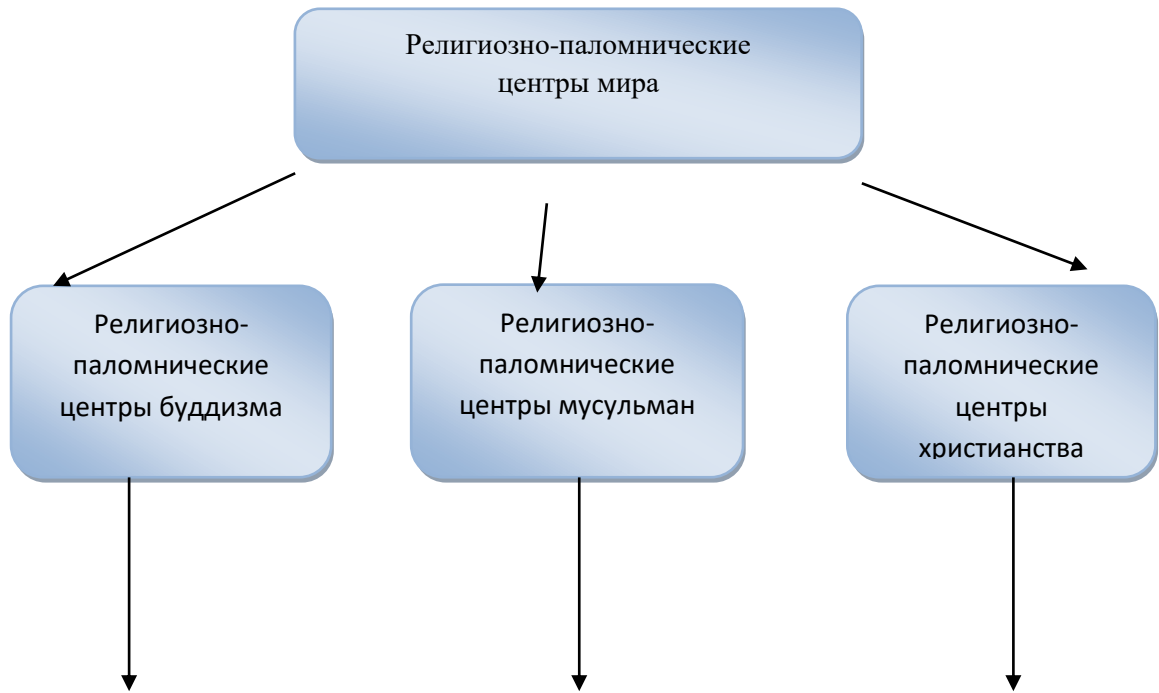 Религиозно-паломнические
центры мира
Религиозно-
паломнические
центры буддизма
Религиозно-
паломнические
центры мусульман
Религиозно-
паломнические
центры
христианства